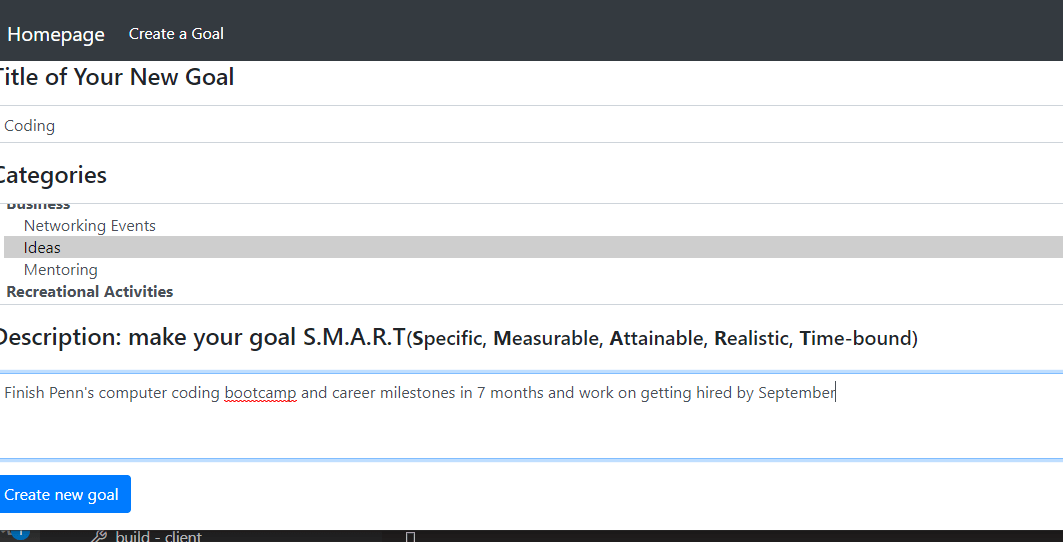 Homepage Create a Goal
Title of Your New Goal
Coding
Categories
Business
Networking Events
Ideas
Mentoring
Recreational Activities
Description: make your goal S.M.A.R.T(Specific, Measurable, Attainable, Realistic, Time-bound)
Finish Penn's computer coding bootcamp and career milestones in 7 months and work on getting hired by September
Create new goal
1 build - client